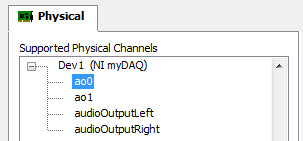 Physical
Supported Physical Channels
Dev1 (NI myDAQ)
ao0
ao1
audioOutputLeft
audioOutputRight